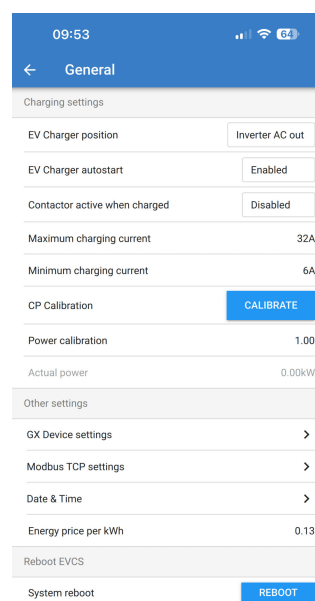 09:53
64
General
Charging settings
EV Charger position Inverter AC out
EV Charger autostart Enabled
Contactor active when charged Disabled
Maximum charging current 32A
Minimum charging current 6A
CP Calibration CALIBRATE
Power calibration 1.00
Actual power 0.00kW
Other settings
GX Device settings
Modbus TCP settings
Date & Time
Energy price per kWh 0.13
Reboot EVCS
System reboot REBOOT